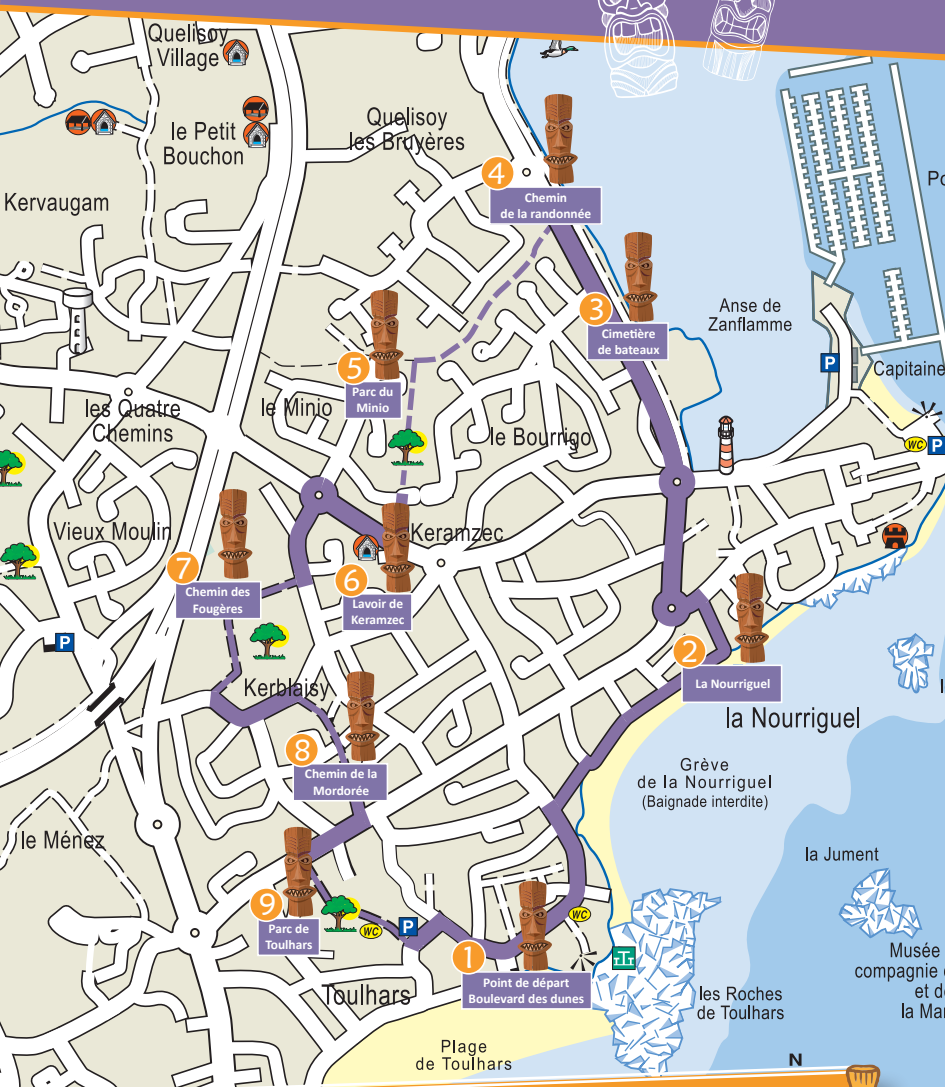 Quelisoy
Village
le Petit
Bouchon
Quelisoy
les Bruyères
Kervaugam
4
Chemin
de la randonnée
3
Cimetière
de bateaux
Anse de
Zanflamme
P
Capitaine
WC
P
5
Parc du
Minio
le Minio
les Quatre
Chemins
le Bourrigo
Vieux Moulin
Keramzec
7
Chemin des
Fougères
6
Lavoir de
Keramzec
P
2
La Nourriguel
la Nourriguel
Kerblaisy
8
Chemin de la
Mordorée
Grève
de la Nourriguel
(Baignade interdite)
le Ménez
la Jument
9
Parc de
Toulhars
WC
P
WC
1
Point de départ
Boulevard des dunes
Toulhars
les Roches
de Toulhars
Musée
compagnie
et
Plage
de Toulhars
N